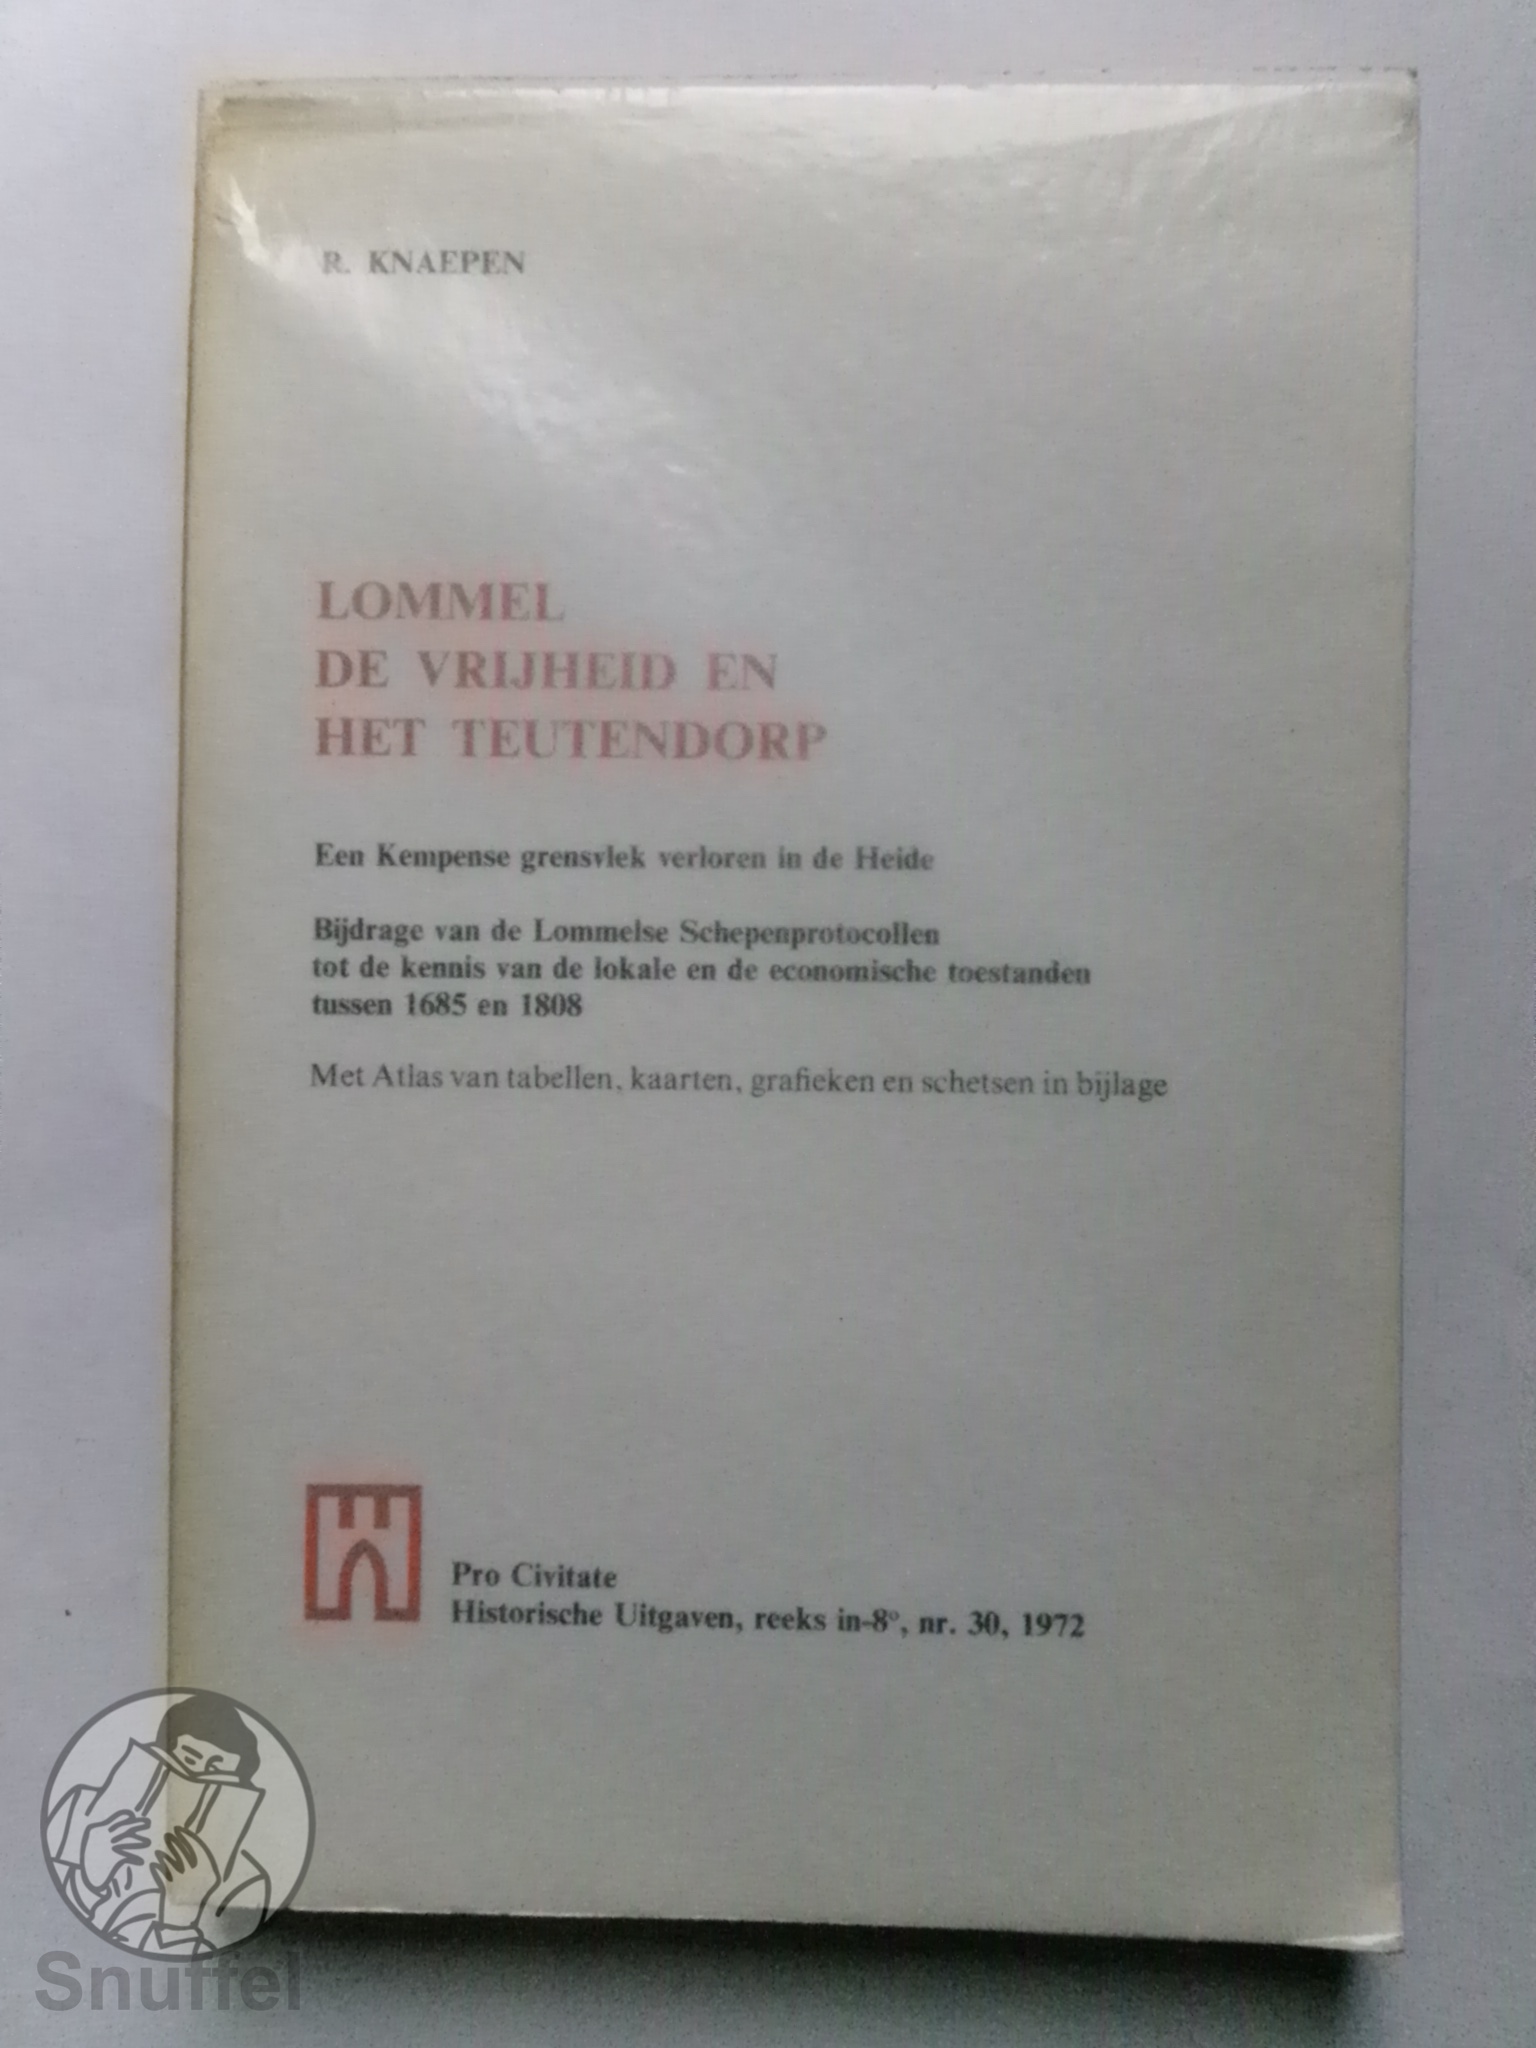 R. KNAEPEN
LOMMEL
DE VRIJHEID EN
HET TEUTENDORP
Een Kempense grensvlek verloren in de Heide
Bijdrage van de Lommelse Schepenprotocollen
tot de kennis van de lokale en de economische toestanden
tussen 1685 en 1808
Met Atlas van tabellen, kaarten, grafieken en schetsen in bijlage
Pro Civitate
Historische Uitgaven, reeks in-8°, nr. 30, 1972
Snuffel